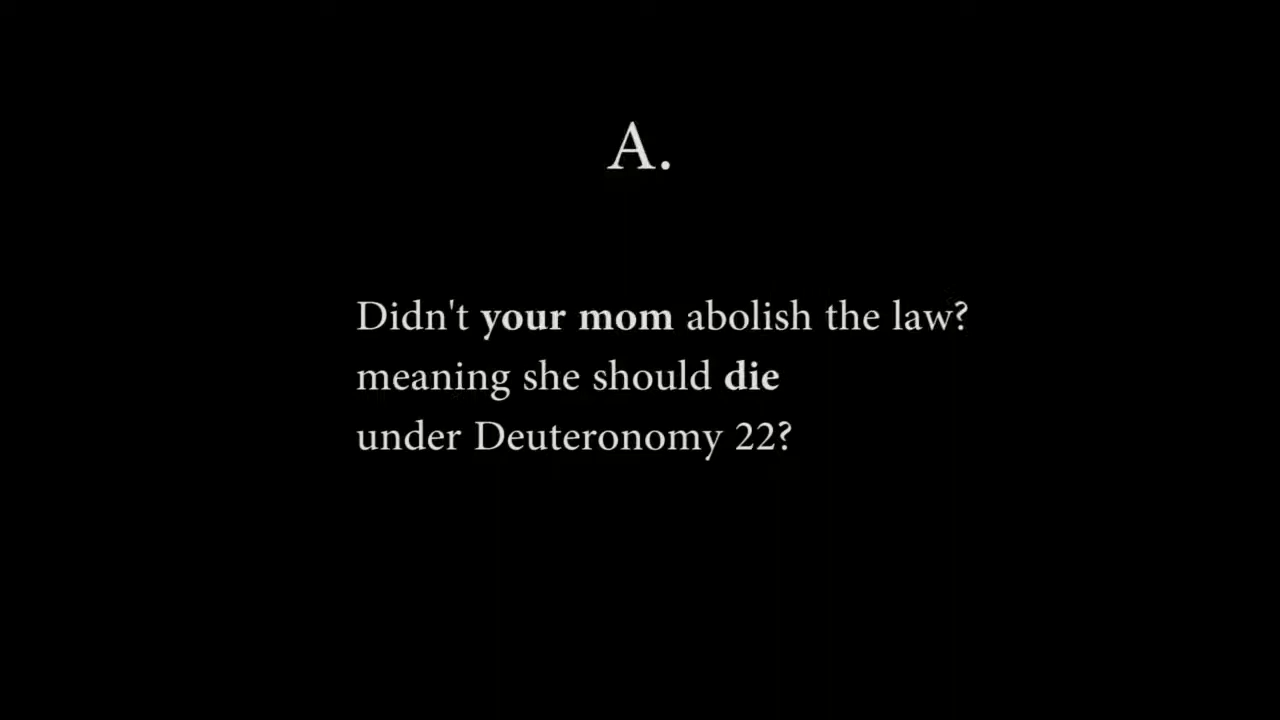 A.
Didn't your mom abolish the law?
meaning she should die
under Deuteronomy 22?